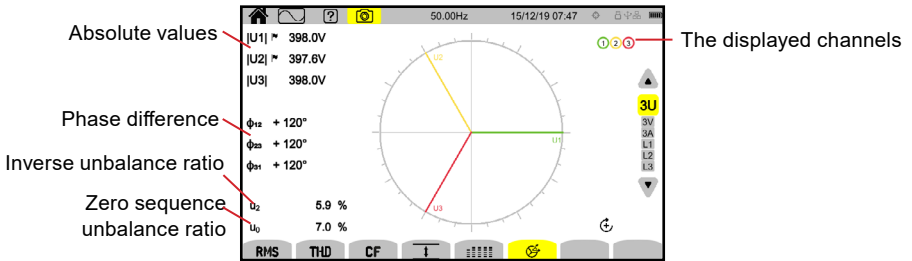 ? 50.00Hz 15/12/19 07:47
Absolute values
The displayed channels
|U1| 398.0V
|U2| 397.6V
|U3| 398.0V
1 2 3
U2
U1
U3
3U
3V
3A
L1
L2
L3
Phase difference
ϕ12 + 120°
ϕ23 + 120°
ϕ31 + 120°
Inverse unbalance ratio
u2 5.9 %
Zero sequence
unbalance ratio
u0 7.0 %
RMS THD CF